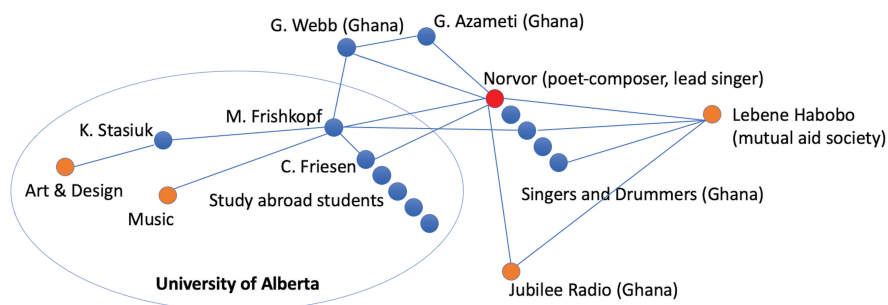 G. Webb (Ghana)
G. Azameti (Ghana)
Norvor (poet-composer, lead singer)
M. Frishkopf
K. Stasiuk
Lebene Habobo
(mutual aid society)
C. Friesen
Art & Design
Study abroad students
Singers and Drummers (Ghana)
Music
University of Alberta
Jubilee Radio (Ghana)